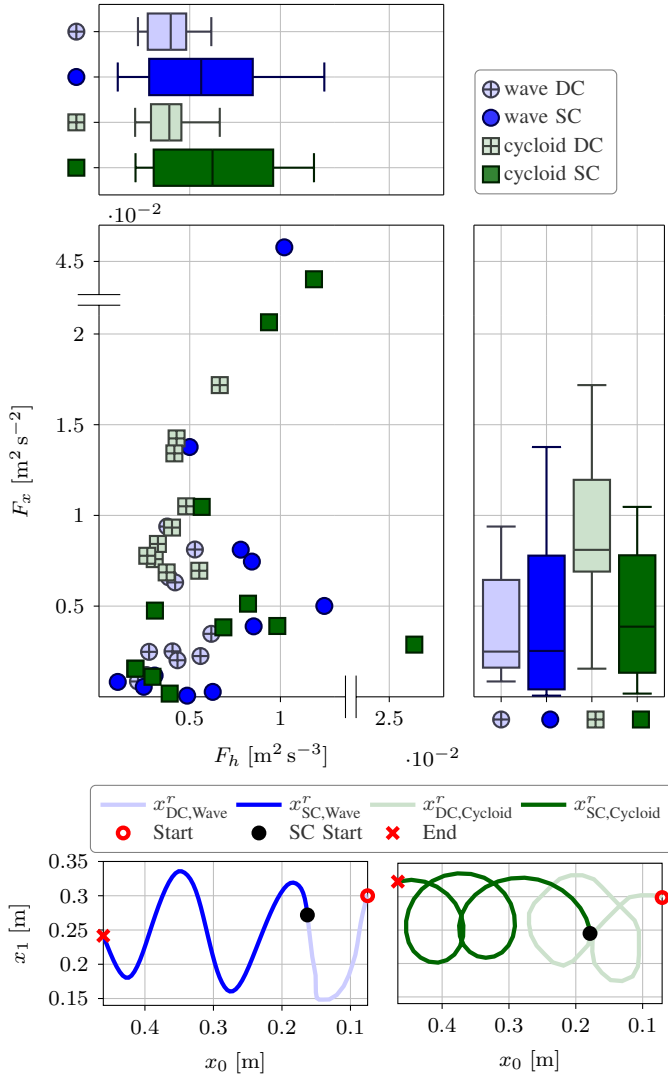 wave DC
wave SC
cycloid DC
cycloid SC
·10⁻²
4.5
2
1.5
1
0.5
F_x [m² s⁻²]
0.5 1 2.5
F_h [m² s⁻³]
·10⁻²
x^r_DC,Wave x^r_SC,Wave x^r_DC,Cycloid x^r_SC,Cycloid
Start SC Start End
0.35
0.3
0.25
0.2
0.15
x₁ [m]
0.4 0.3 0.2 0.1
x₀ [m]
0.4 0.3 0.2 0.1
x₀ [m]